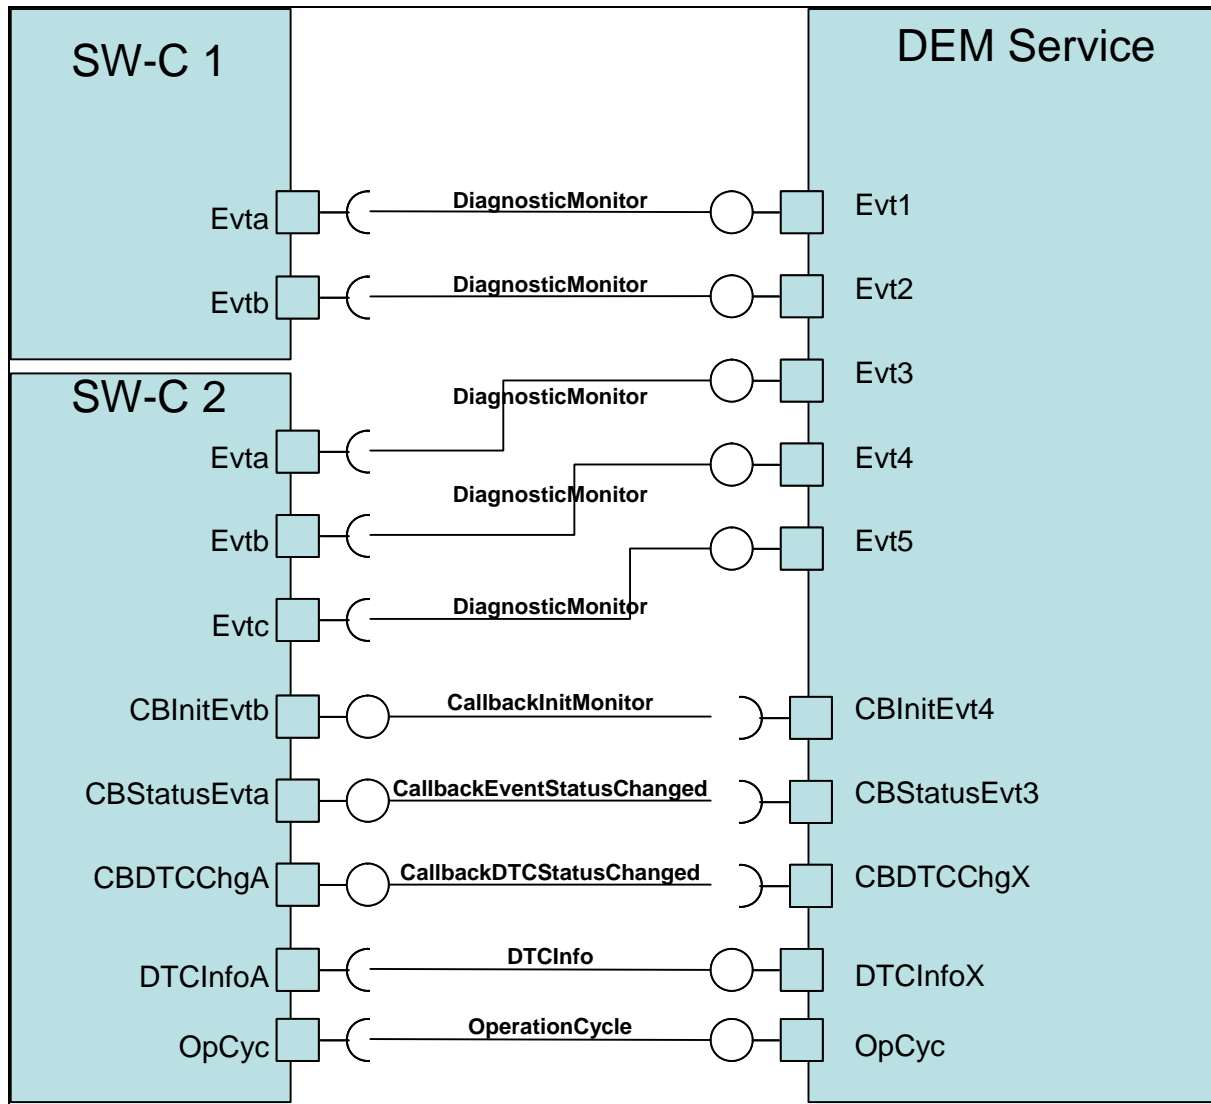 SW-C 1
DEM Service
Evta
DiagnosticMonitor
Evt1
Evtb
DiagnosticMonitor
Evt2
SW-C 2
DiagnosticMonitor
Evt3
Evta
DiagnosticMonitor
Evt4
Evtb
DiagnosticMonitor
Evt5
Evtc
CBInitEvtb
CallbackInitMonitor
CBInitEvt4
CBStatusEvta
CallbackEventStatusChanged
CBStatusEvt3
CBDTCChgA
CallbackDTCStatusChanged
CBDTCChgX
DTCInfoA
DTCInfo
DTCInfoX
OpCyc
OperationCycle
OpCyc